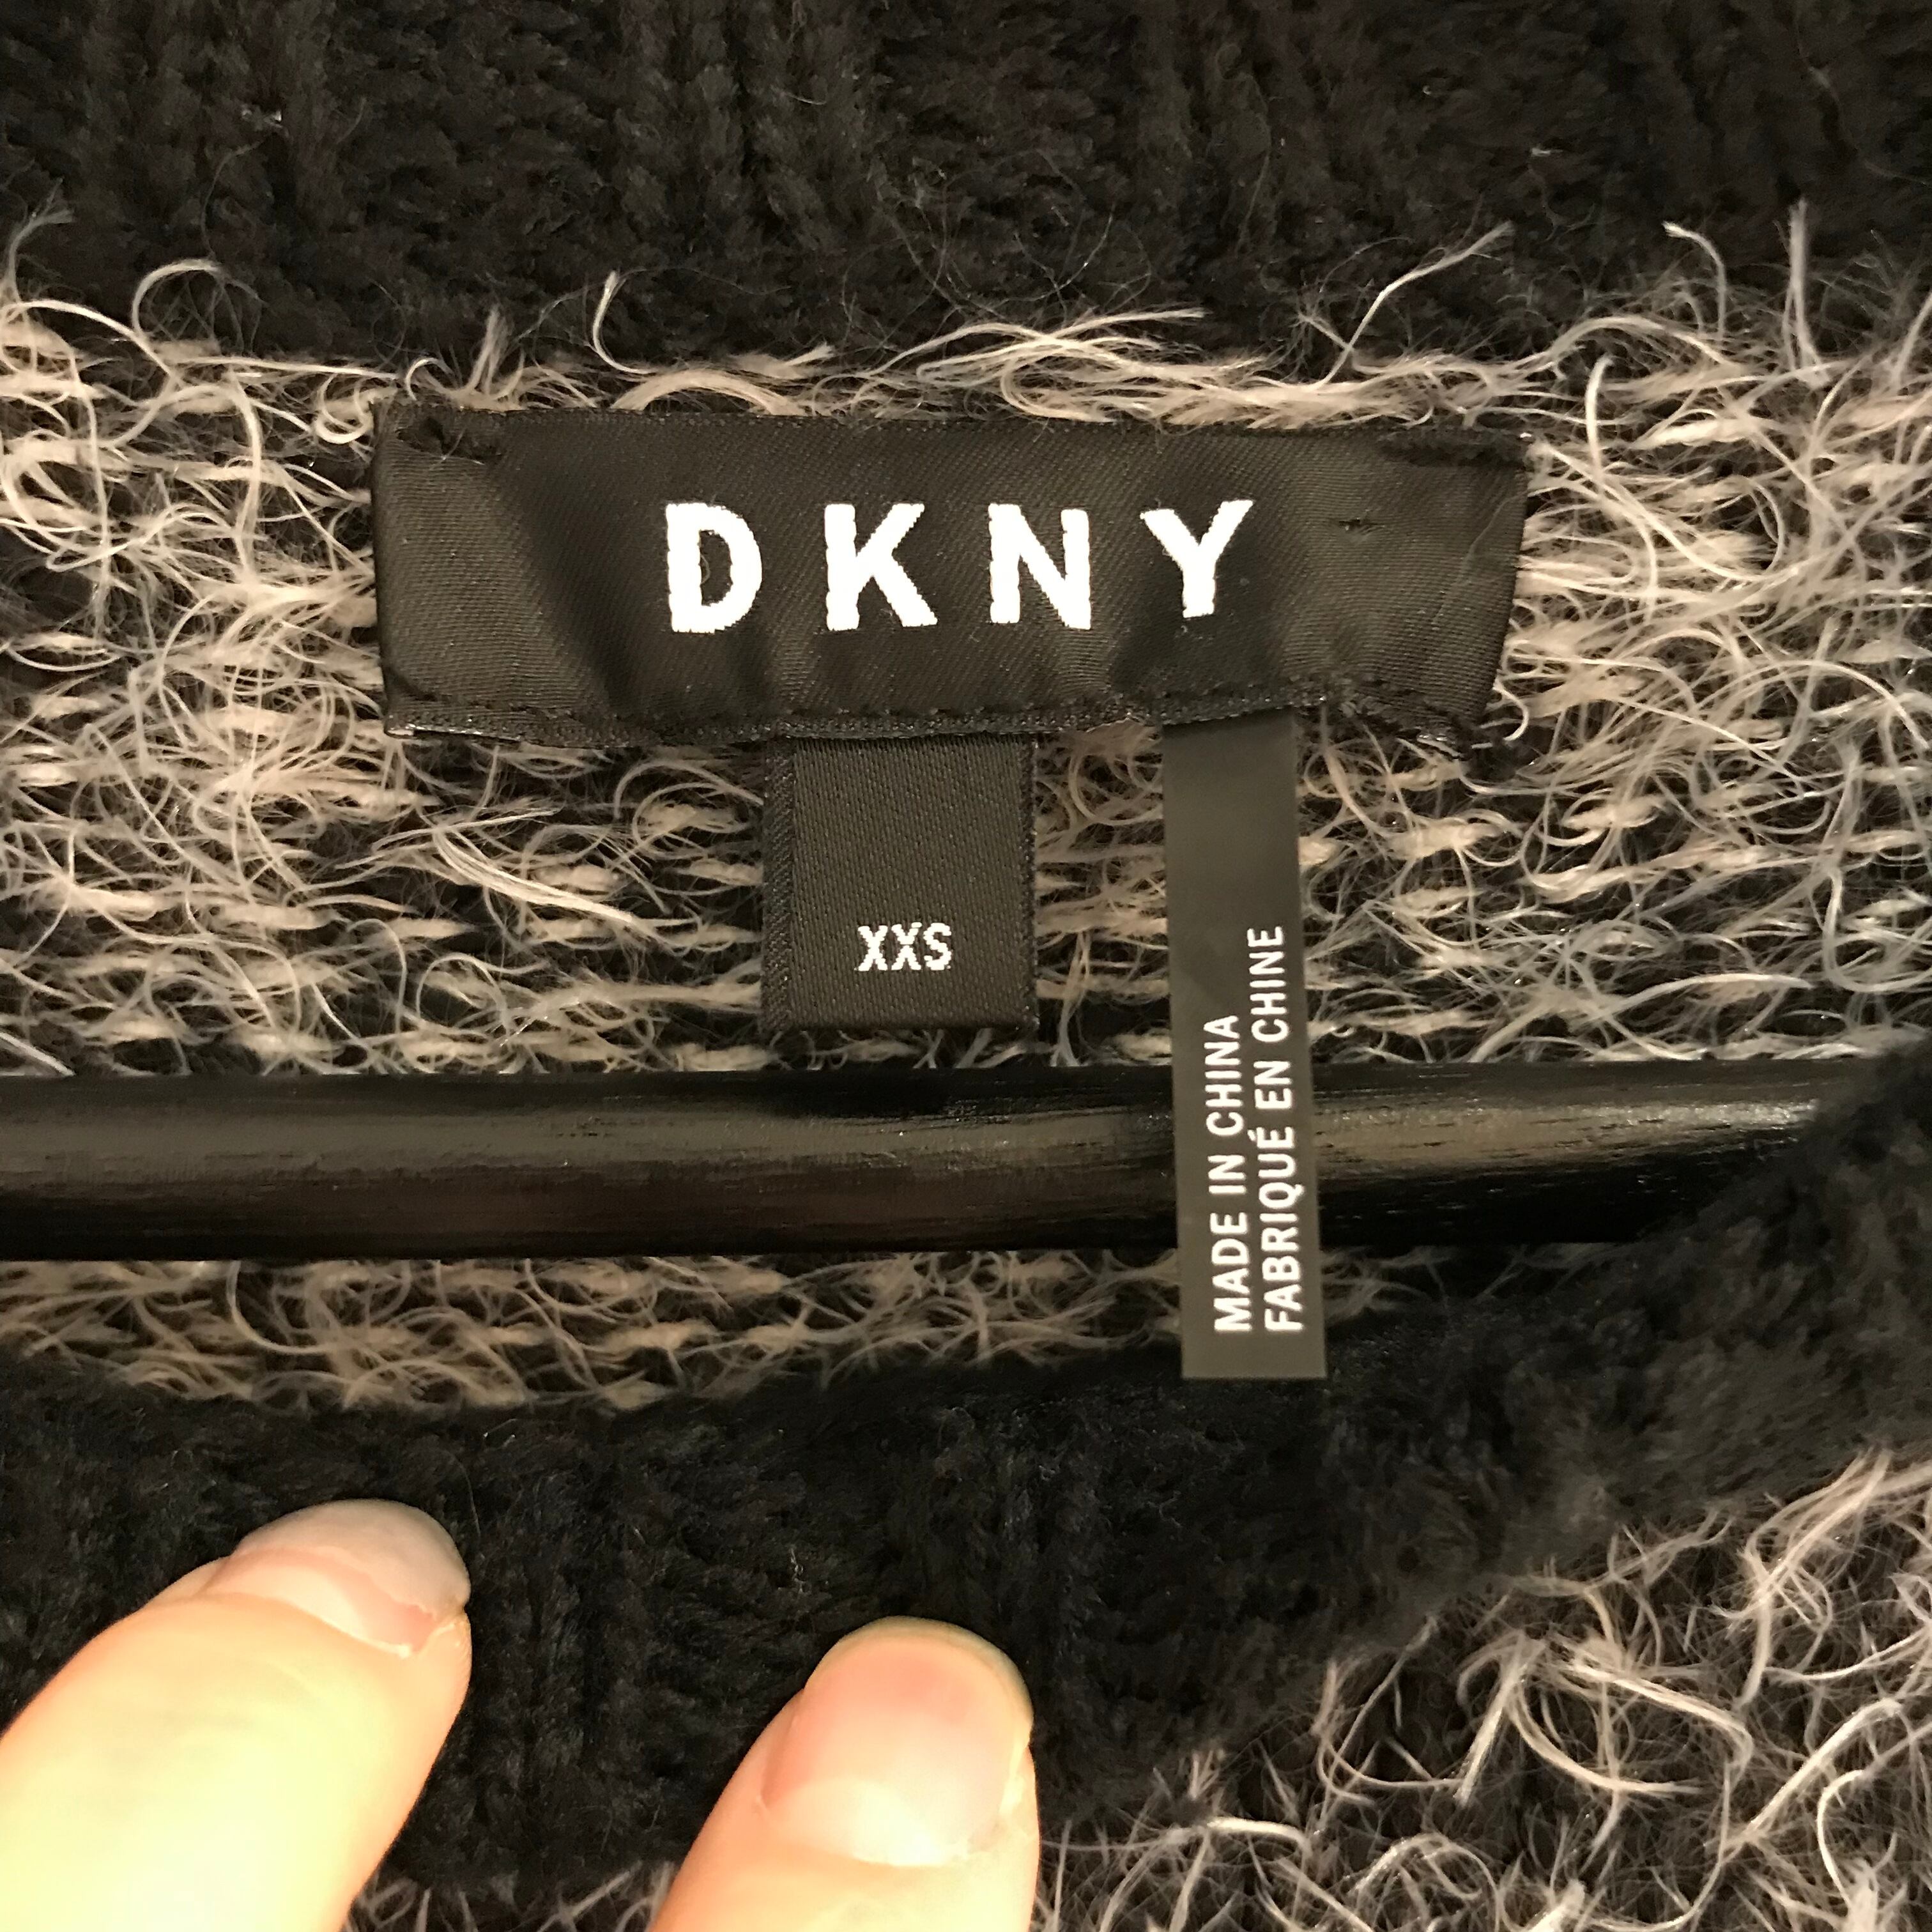 DKNY
XXS
MADE IN CHINA
FABRIQUÉ EN CHINE